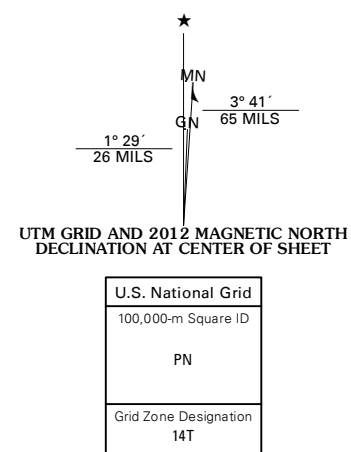 MN
3° 41´
65 MILS
GN
1° 29´
26 MILS
UTM GRID AND 2012 MAGNETIC NORTH
DECLINATION AT CENTER OF SHEET
U.S. National Grid
100,000-m Square ID
PN
Grid Zone Designation
14T